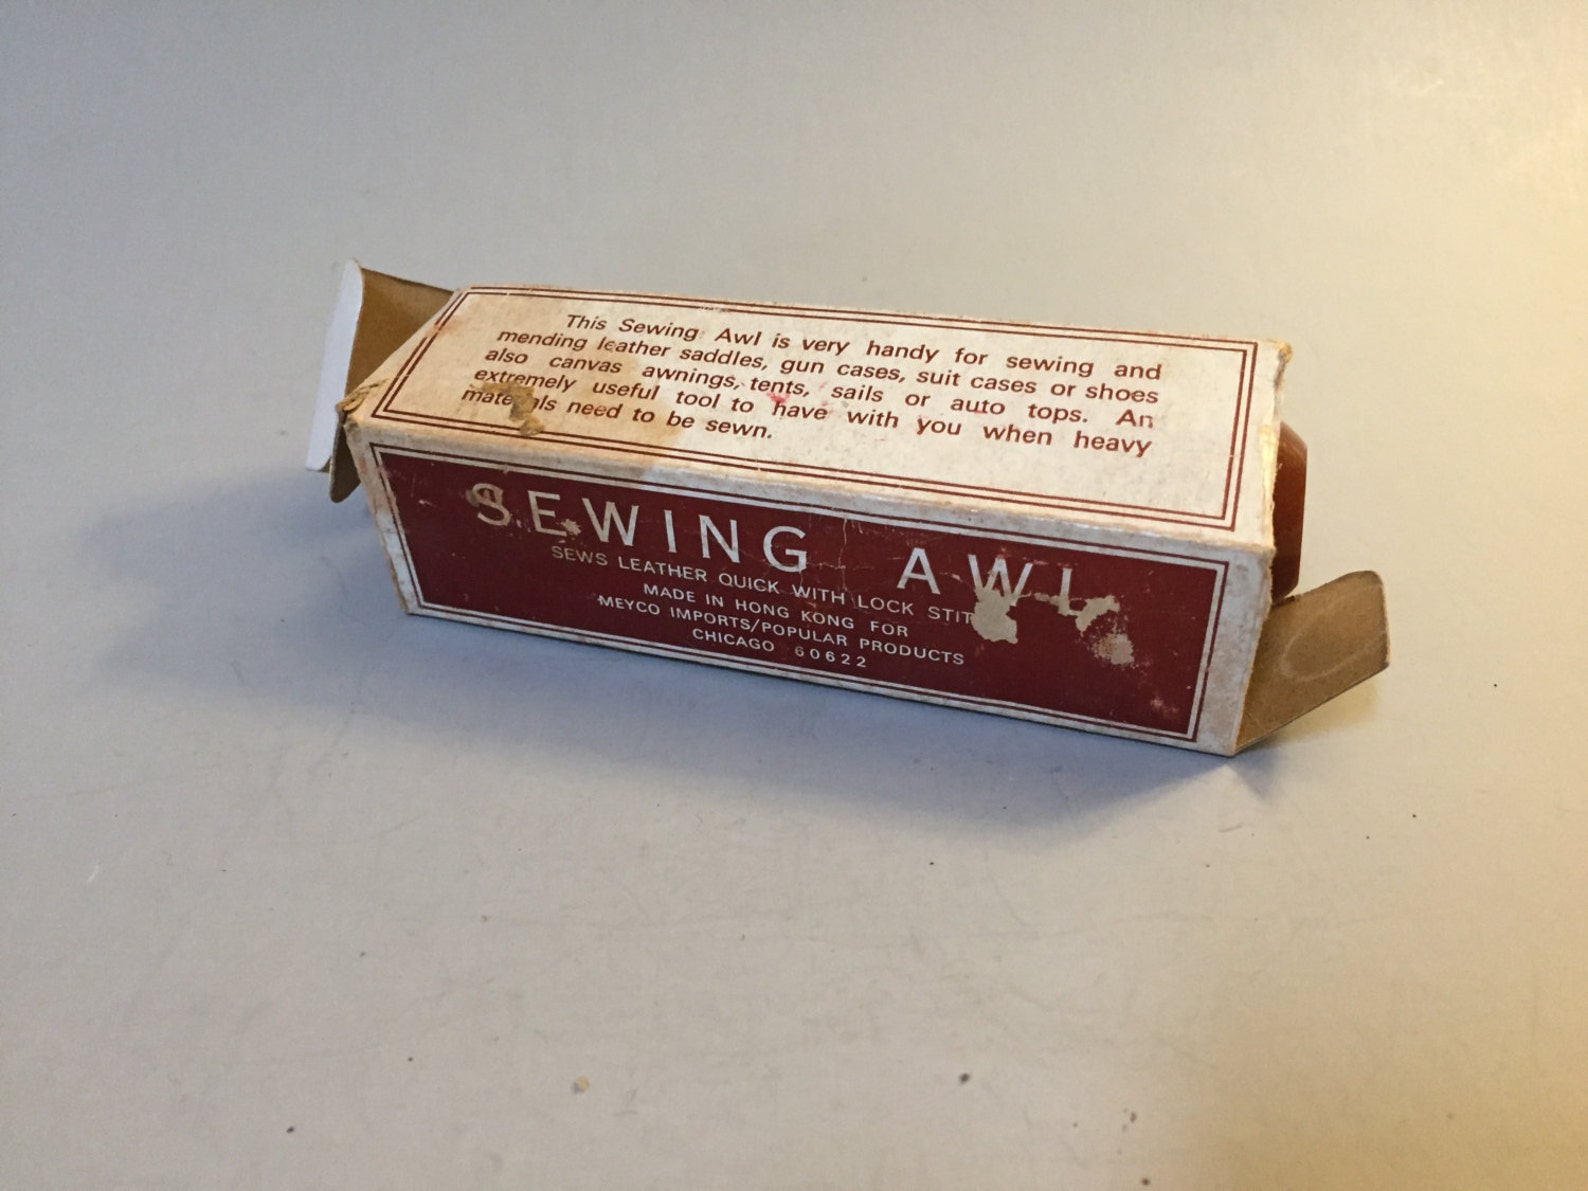 This Sewing Awl is very handy for sewing and
mending leather saddles, gun cases, suit cases or shoes
also canvas awnings, tents, sails or auto tops. An
extremely useful tool to have with you when heavy
materials need to be sewn.
SEWING AWL
SEWS LEATHER QUICK WITH LOCK STIT
MADE IN HONG KONG FOR
MEYCO IMPORTS/POPULAR PRODUCTS
CHICAGO 60622